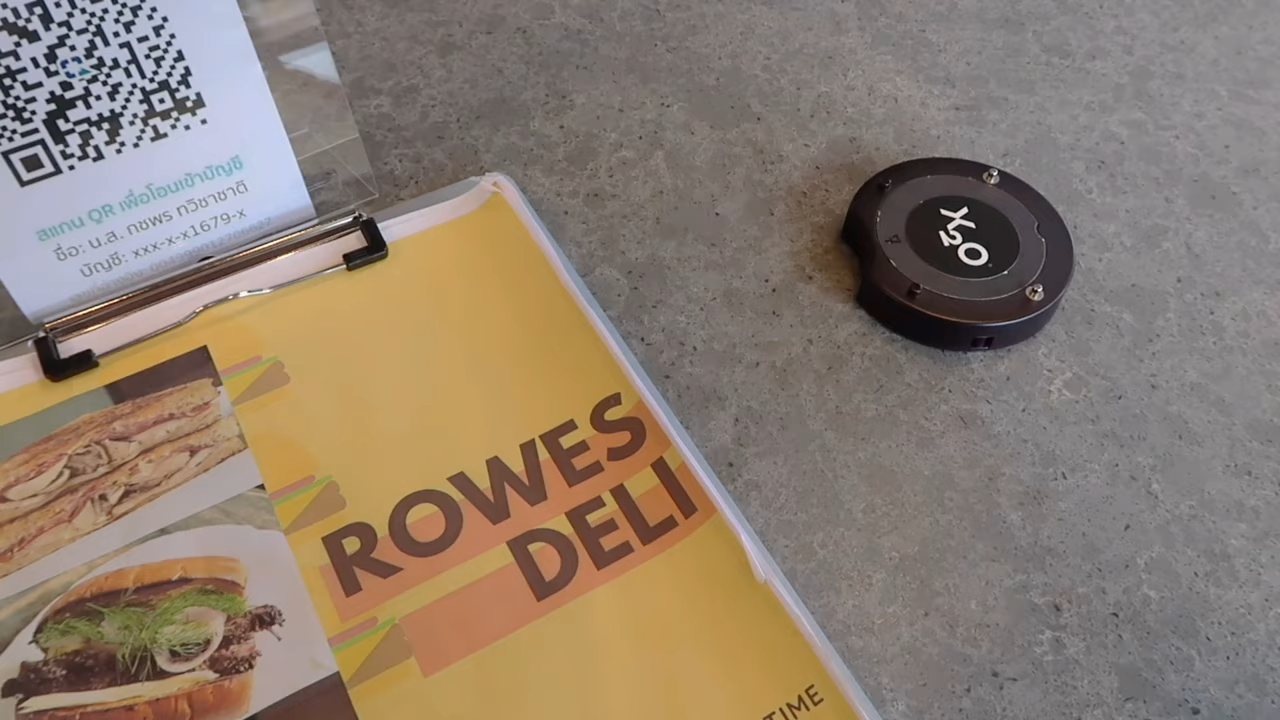 สแกน QR เพื่อโอนเข้าบัญชี
ชื่อ: น.ส. กชพร ทวิชาชาติ
บัญชี: xxx-x-x1679-x
X2O
ROWES
DELI
TIME